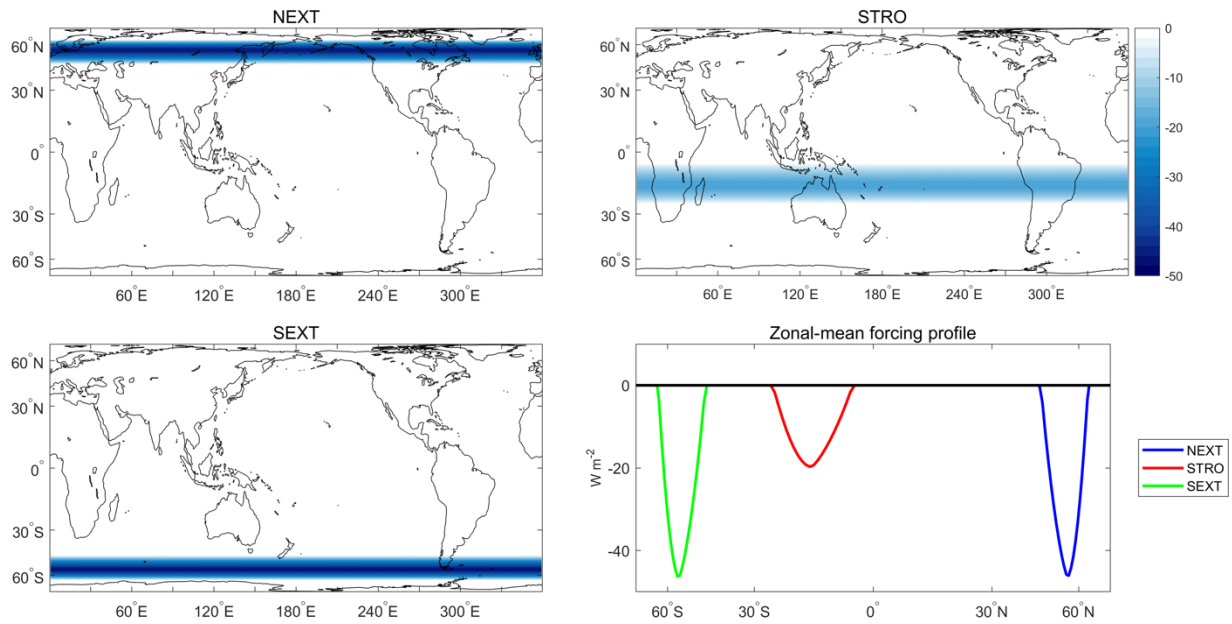 NEXT
60°N
30°N
0°
30°S
60°S
60°E 120°E 180°E 240°E 300°E
STRO
60°N
30°N
0°
30°S
60°S
60°E 120°E 180°E 240°E 300°E
0
-10
-20
-30
-40
-50
SEXT
60°N
30°N
0°
30°S
60°S
60°E 120°E 180°E 240°E 300°E
Zonal-mean forcing profile
W m-2
0
-20
-40
60°S 30°S 0° 30°N 60°N
NEXT
STRO
SEXT